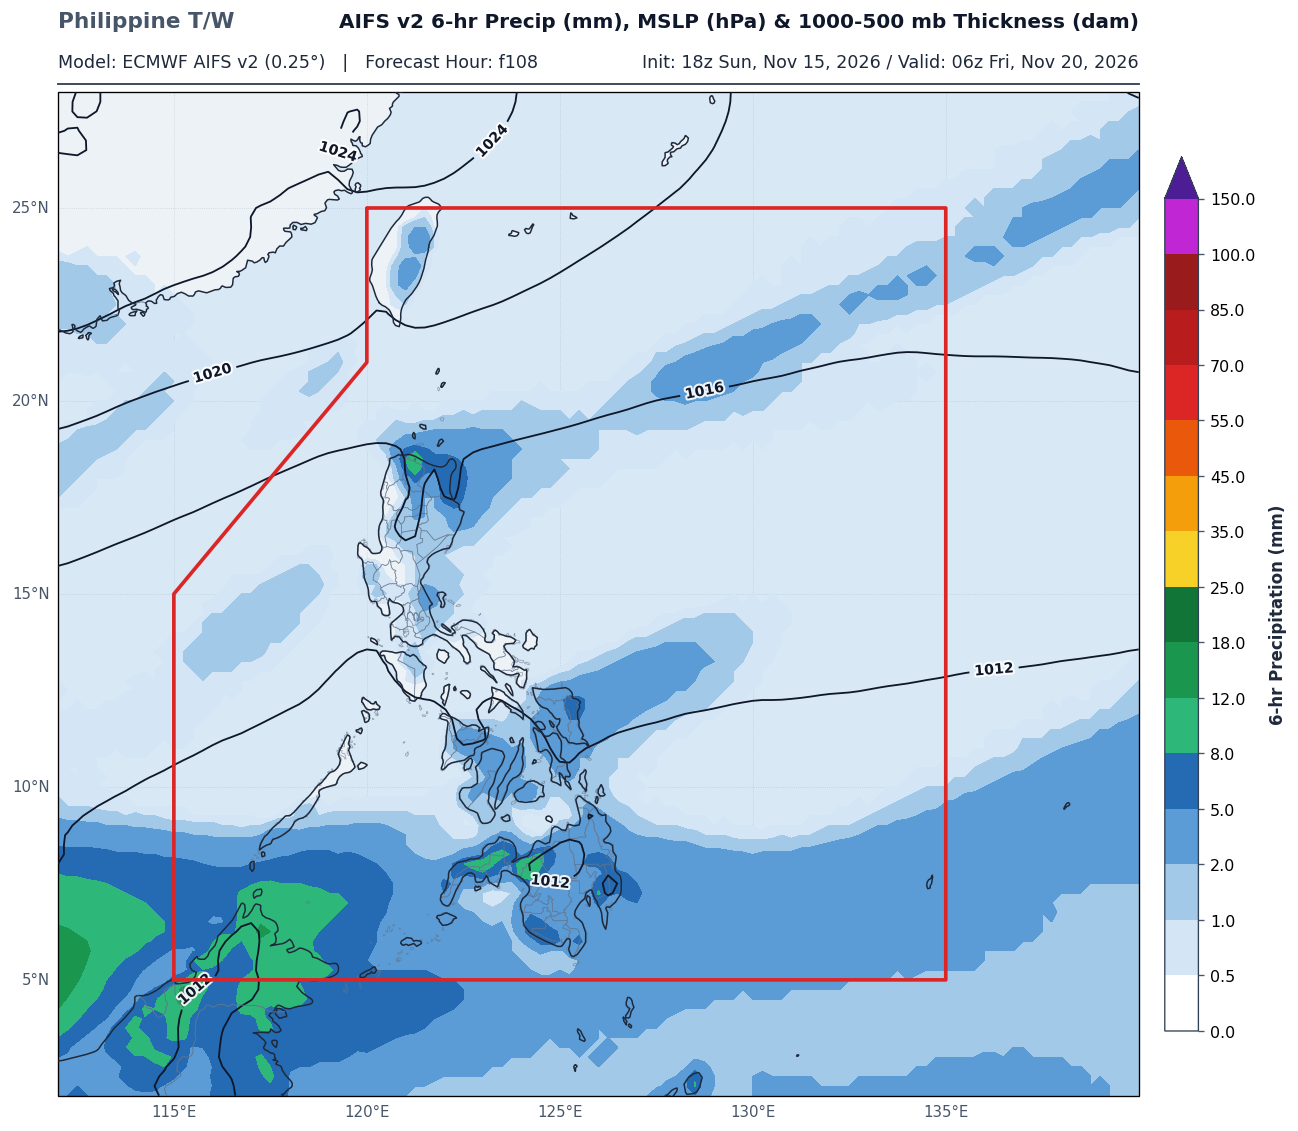 Philippine T/W
AIFS v2 6-hr Precip (mm), MSLP (hPa) & 1000-500 mb Thickness (dam)
Model: ECMWF AIFS v2 (0.25°) | Forecast Hour: f108
Init: 18z Sun, Nov 15, 2026 / Valid: 06z Fri, Nov 20, 2026
1024
1024
1020
1016
1012
1012
1012
25°N
20°N
15°N
10°N
5°N
115°E
120°E
125°E
130°E
135°E
150.0
100.0
85.0
70.0
55.0
45.0
35.0
25.0
18.0
12.0
8.0
5.0
2.0
1.0
0.5
0.0
6-hr Precipitation (mm)